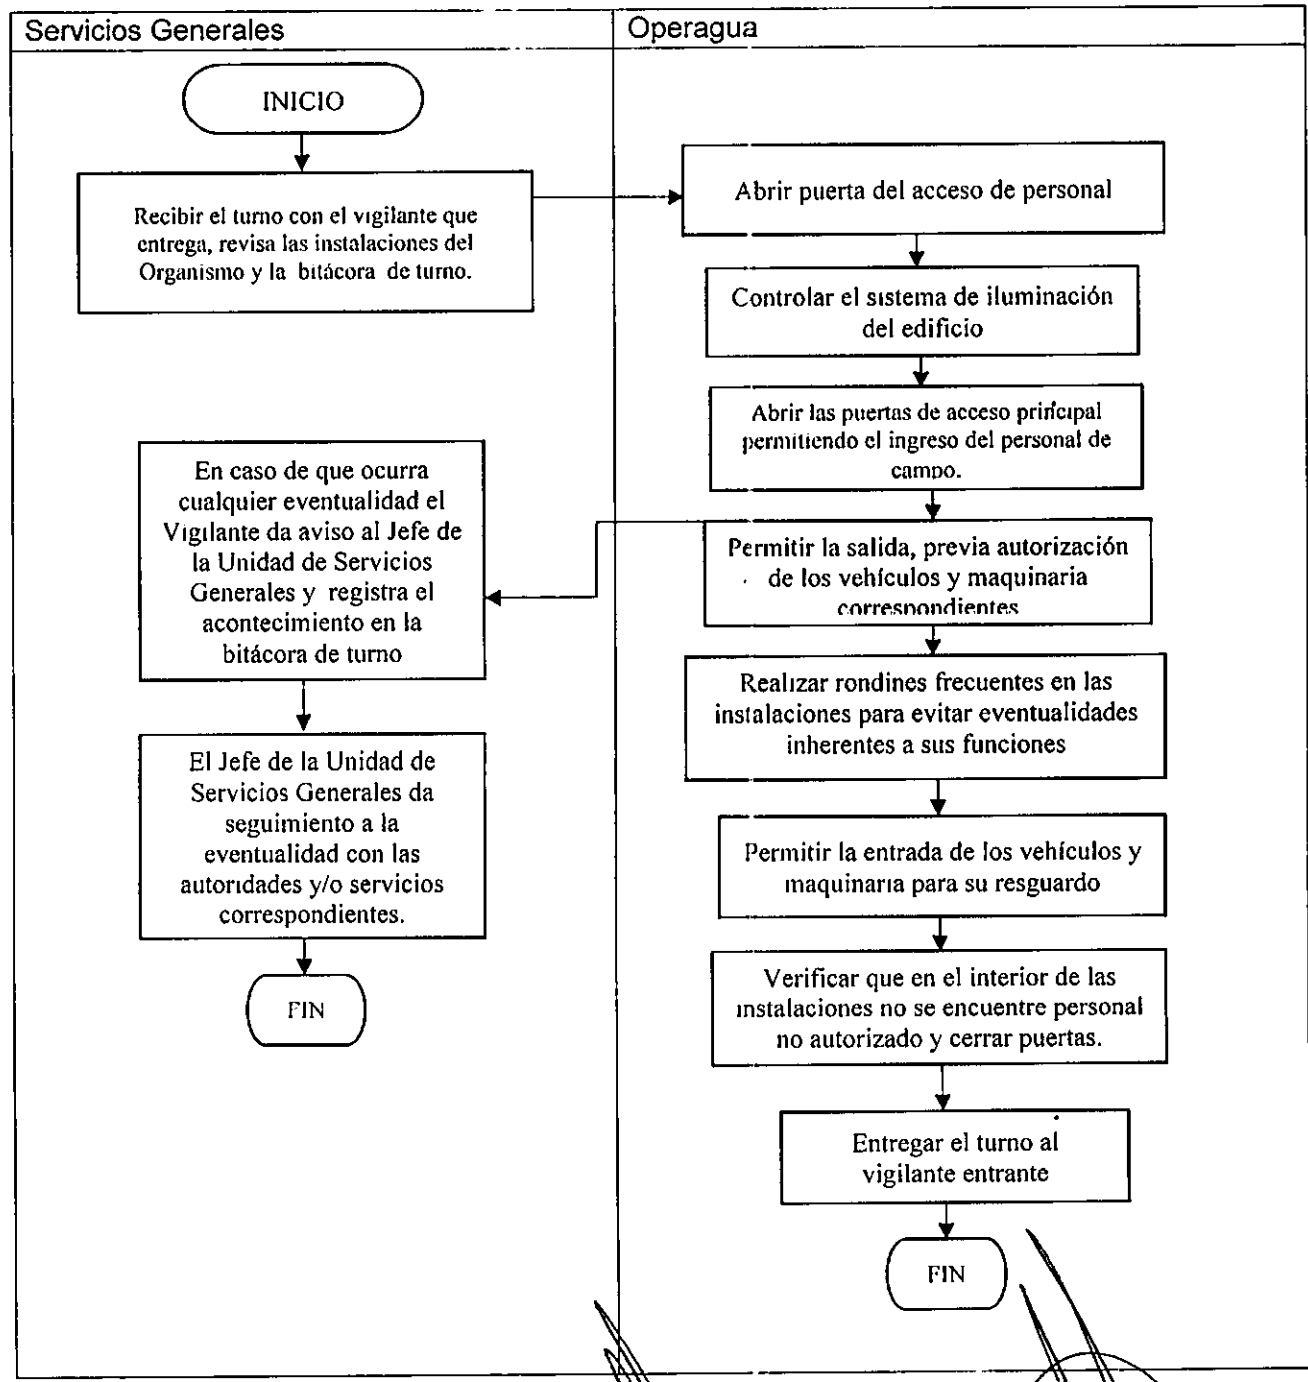 Servicios Generales
Operagua
INICIO
Recibir el turno con el vigilante que
entrega, revisa las instalaciones del
Organismo y la bitácora de turno.
Abrir puerta del acceso de personal
Controlar el sistema de iluminación
del edificio
Abrir las puertas de acceso principal
permitiendo el ingreso del personal de
campo.
Permitir la salida, previa autorización
de los vehículos y maquinaria
correspondientes
En caso de que ocurra
cualquier eventualidad el
Vigilante da aviso al Jefe de
la Unidad de Servicios
Generales y registra el
acontecimiento en la
bitácora de turno
El Jefe de la Unidad de
Servicios Generales da
seguimiento a la
eventualidad con las
autoridades y/o servicios
correspondientes.
FIN
Realizar rondines frecuentes en las
instalaciones para evitar eventualidades
inherentes a sus funciones
Permitir la entrada de los vehículos y
maquinaria para su resguardo
Verificar que en el interior de las
instalaciones no se encuentre personal
no autorizado y cerrar puertas.
Entregar el turno al
vigilante entrante
FIN